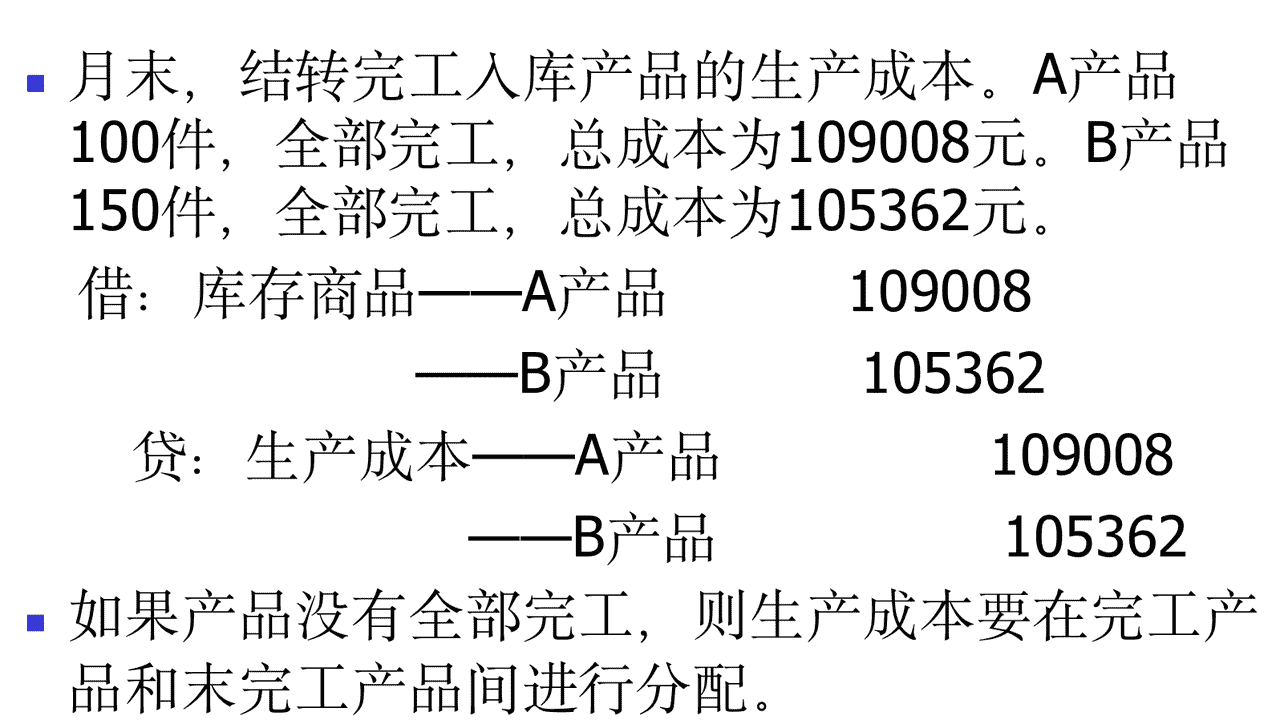 月末，结转完工入库产品的生产成本。A产品
100件，全部完工，总成本为109008元。B产品
150件，全部完工，总成本为105362元。
借：库存商品——A产品 109008
——B产品 105362
贷：生产成本——A产品 109008
——B产品 105362
如果产品没有全部完工，则生产成本要在完工产
品和末完工产品间进行分配。